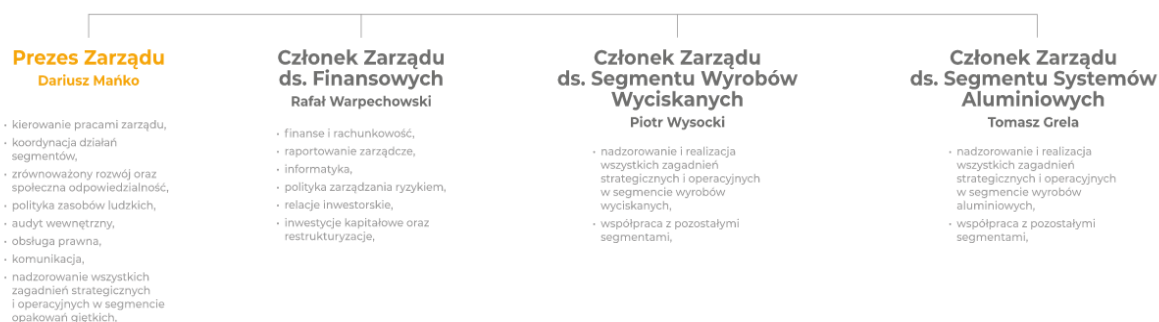 Prezes Zarządu
Dariusz Mańko
• kierowanie pracami zarządu,
• koordynacja działań
segmentów,
• zrównoważony rozwój oraz
społeczna odpowiedzialność,
• polityka zasobów ludzkich,
• audyt wewnętrzny,
• obsługa prawna,
• komunikacja,
• nadzorowanie wszystkich
zagadnień strategicznych
i operacyjnych w segmencie
opakowań giętkich,
Członek Zarządu
ds. Finansowych
Rafał Warpechowski
• finanse i rachunkowość,
• raportowanie zarządcze,
• informatyka,
• polityka zarządzania ryzykiem,
• relacje inwestorskie,
• inwestycje kapitałowe oraz
restrukturyzacje,
Członek Zarządu
ds. Segmentu Wyrobów
Wyciskanych
Piotr Wysocki
• nadzorowanie i realizacja
wszystkich zagadnień
strategicznych i operacyjnych
w segmencie wyrobów
wyciskanych,
• współpraca z pozostałymi
segmentami,
Członek Zarządu
ds. Segmentu Systemów
Aluminiowych
Tomasz Grela
• nadzorowanie i realizacja
wszystkich zagadnień
strategicznych i operacyjnych
w segmencie wyrobów
aluminiowych,
• współpraca z pozostałymi
segmentami,